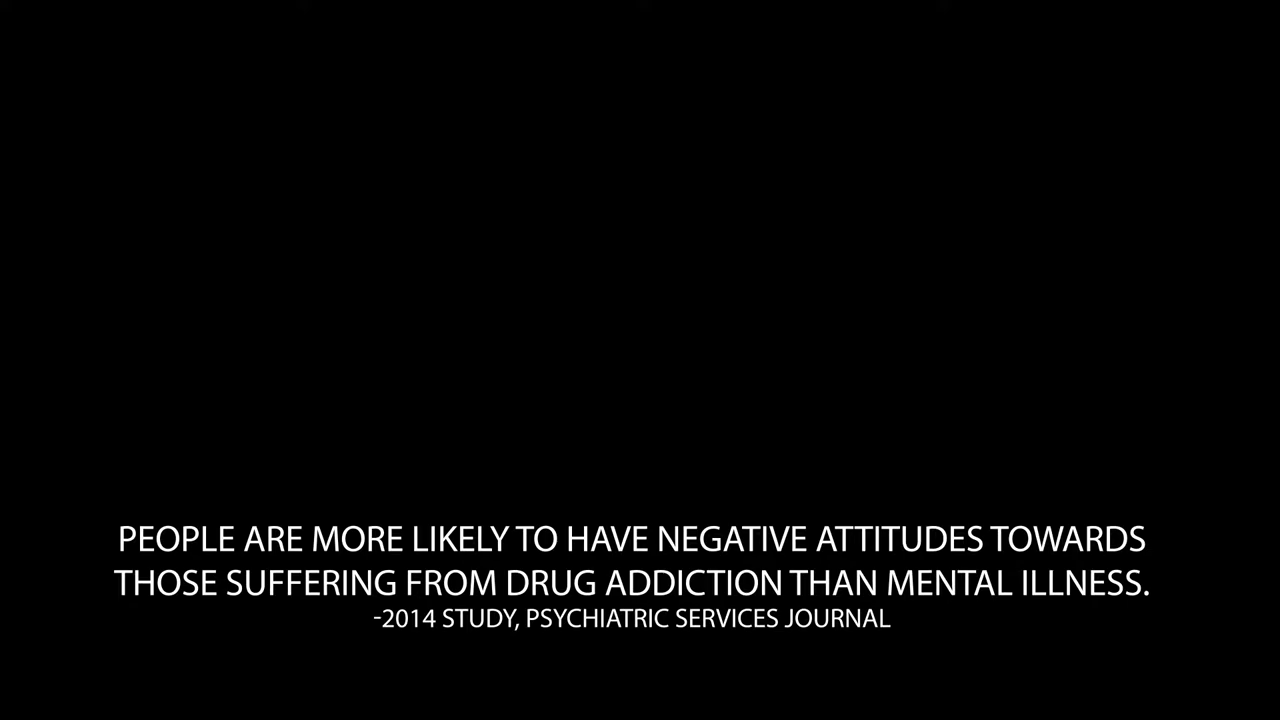 PEOPLE ARE MORE LIKELY TO HAVE NEGATIVE ATTITUDES TOWARDS
THOSE SUFFERING FROM DRUG ADDICTION THAN MENTAL ILLNESS.
-2014 STUDY, PSYCHIATRIC SERVICES JOURNAL